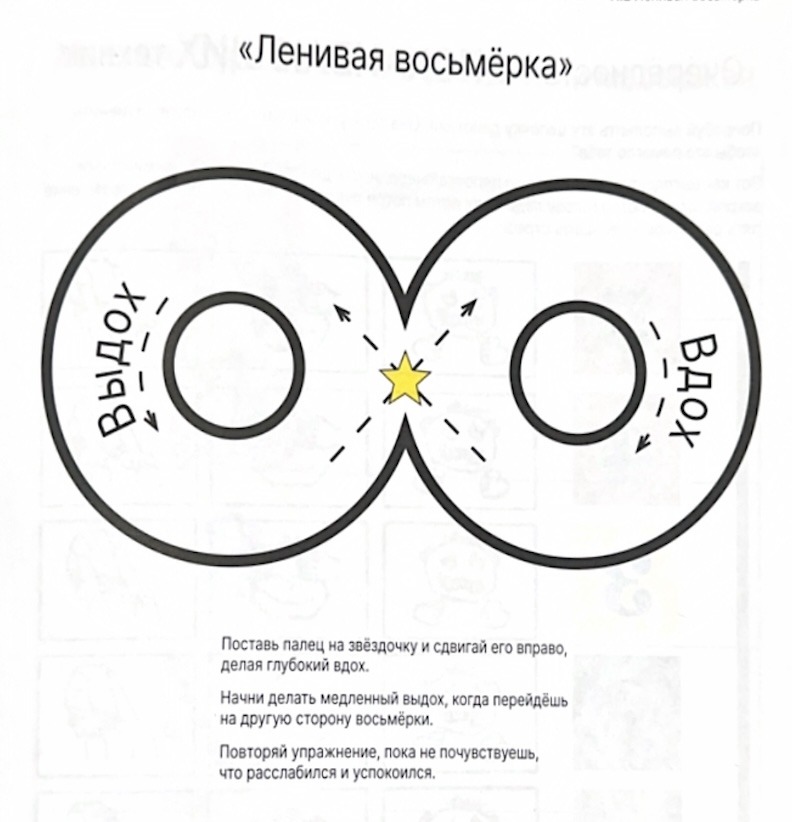 «Ленивая восьмёрка»
Выдох
Вдох
Поставь палец на звёздочку и сдвигай его вправо,
делая глубокий вдох.
Начни делать медленный выдох, когда перейдёшь
на другую сторону восьмёрки.
Повторяй упражнение, пока не почувствуешь,
что расслабился и успокоился.